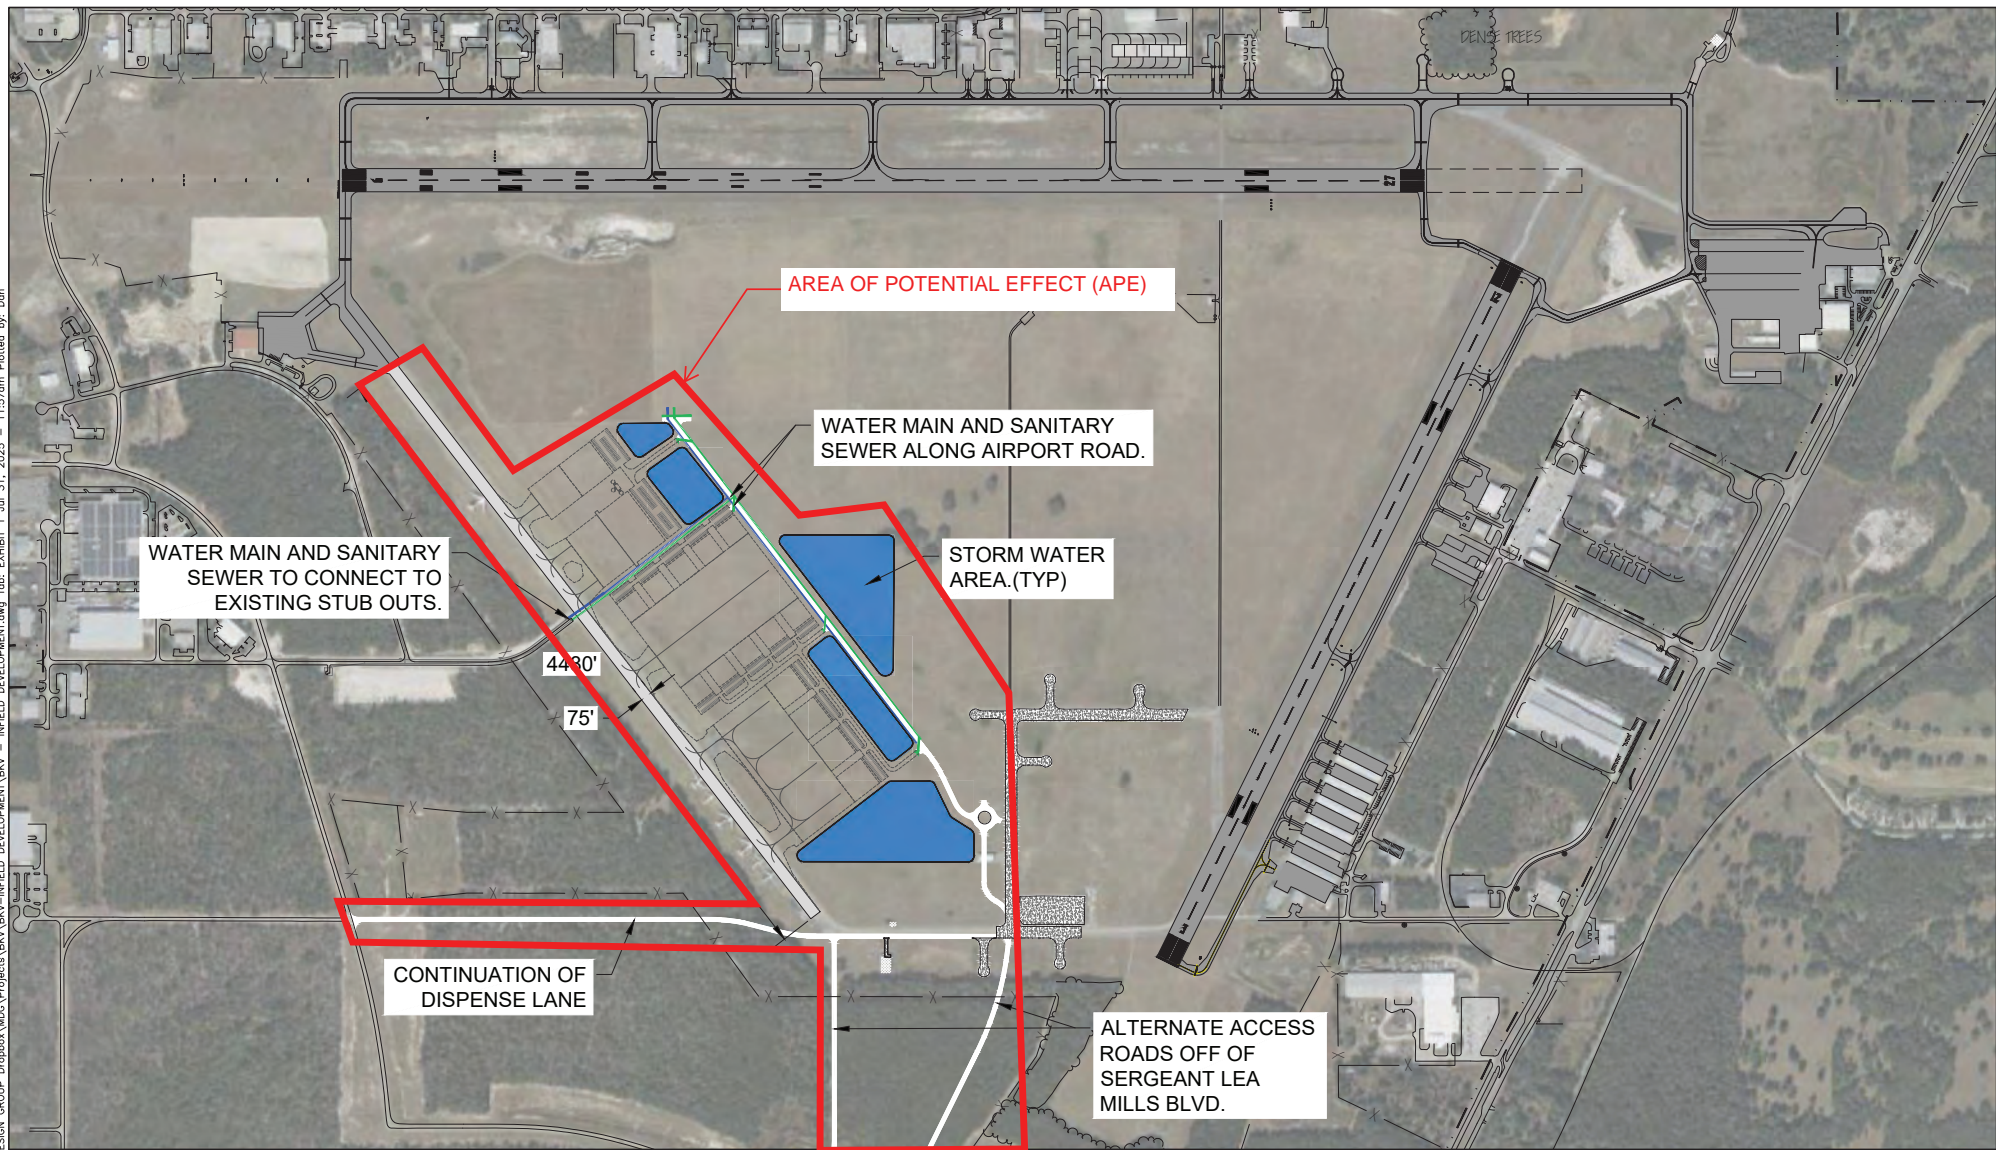 DENSE TREES
AREA OF POTENTIAL EFFECT (APE)
27
21
WATER MAIN AND SANITARY
SEWER ALONG AIRPORT ROAD.
WATER MAIN AND SANITARY
SEWER TO CONNECT TO
EXISTING STUB OUTS.
STORM WATER
AREA.(TYP)
75'
CONTINUATION OF
DISPENSE LANE
ALTERNATE ACCESS
ROADS OFF OF
SERGEANT LEA
MILLS BLVD.